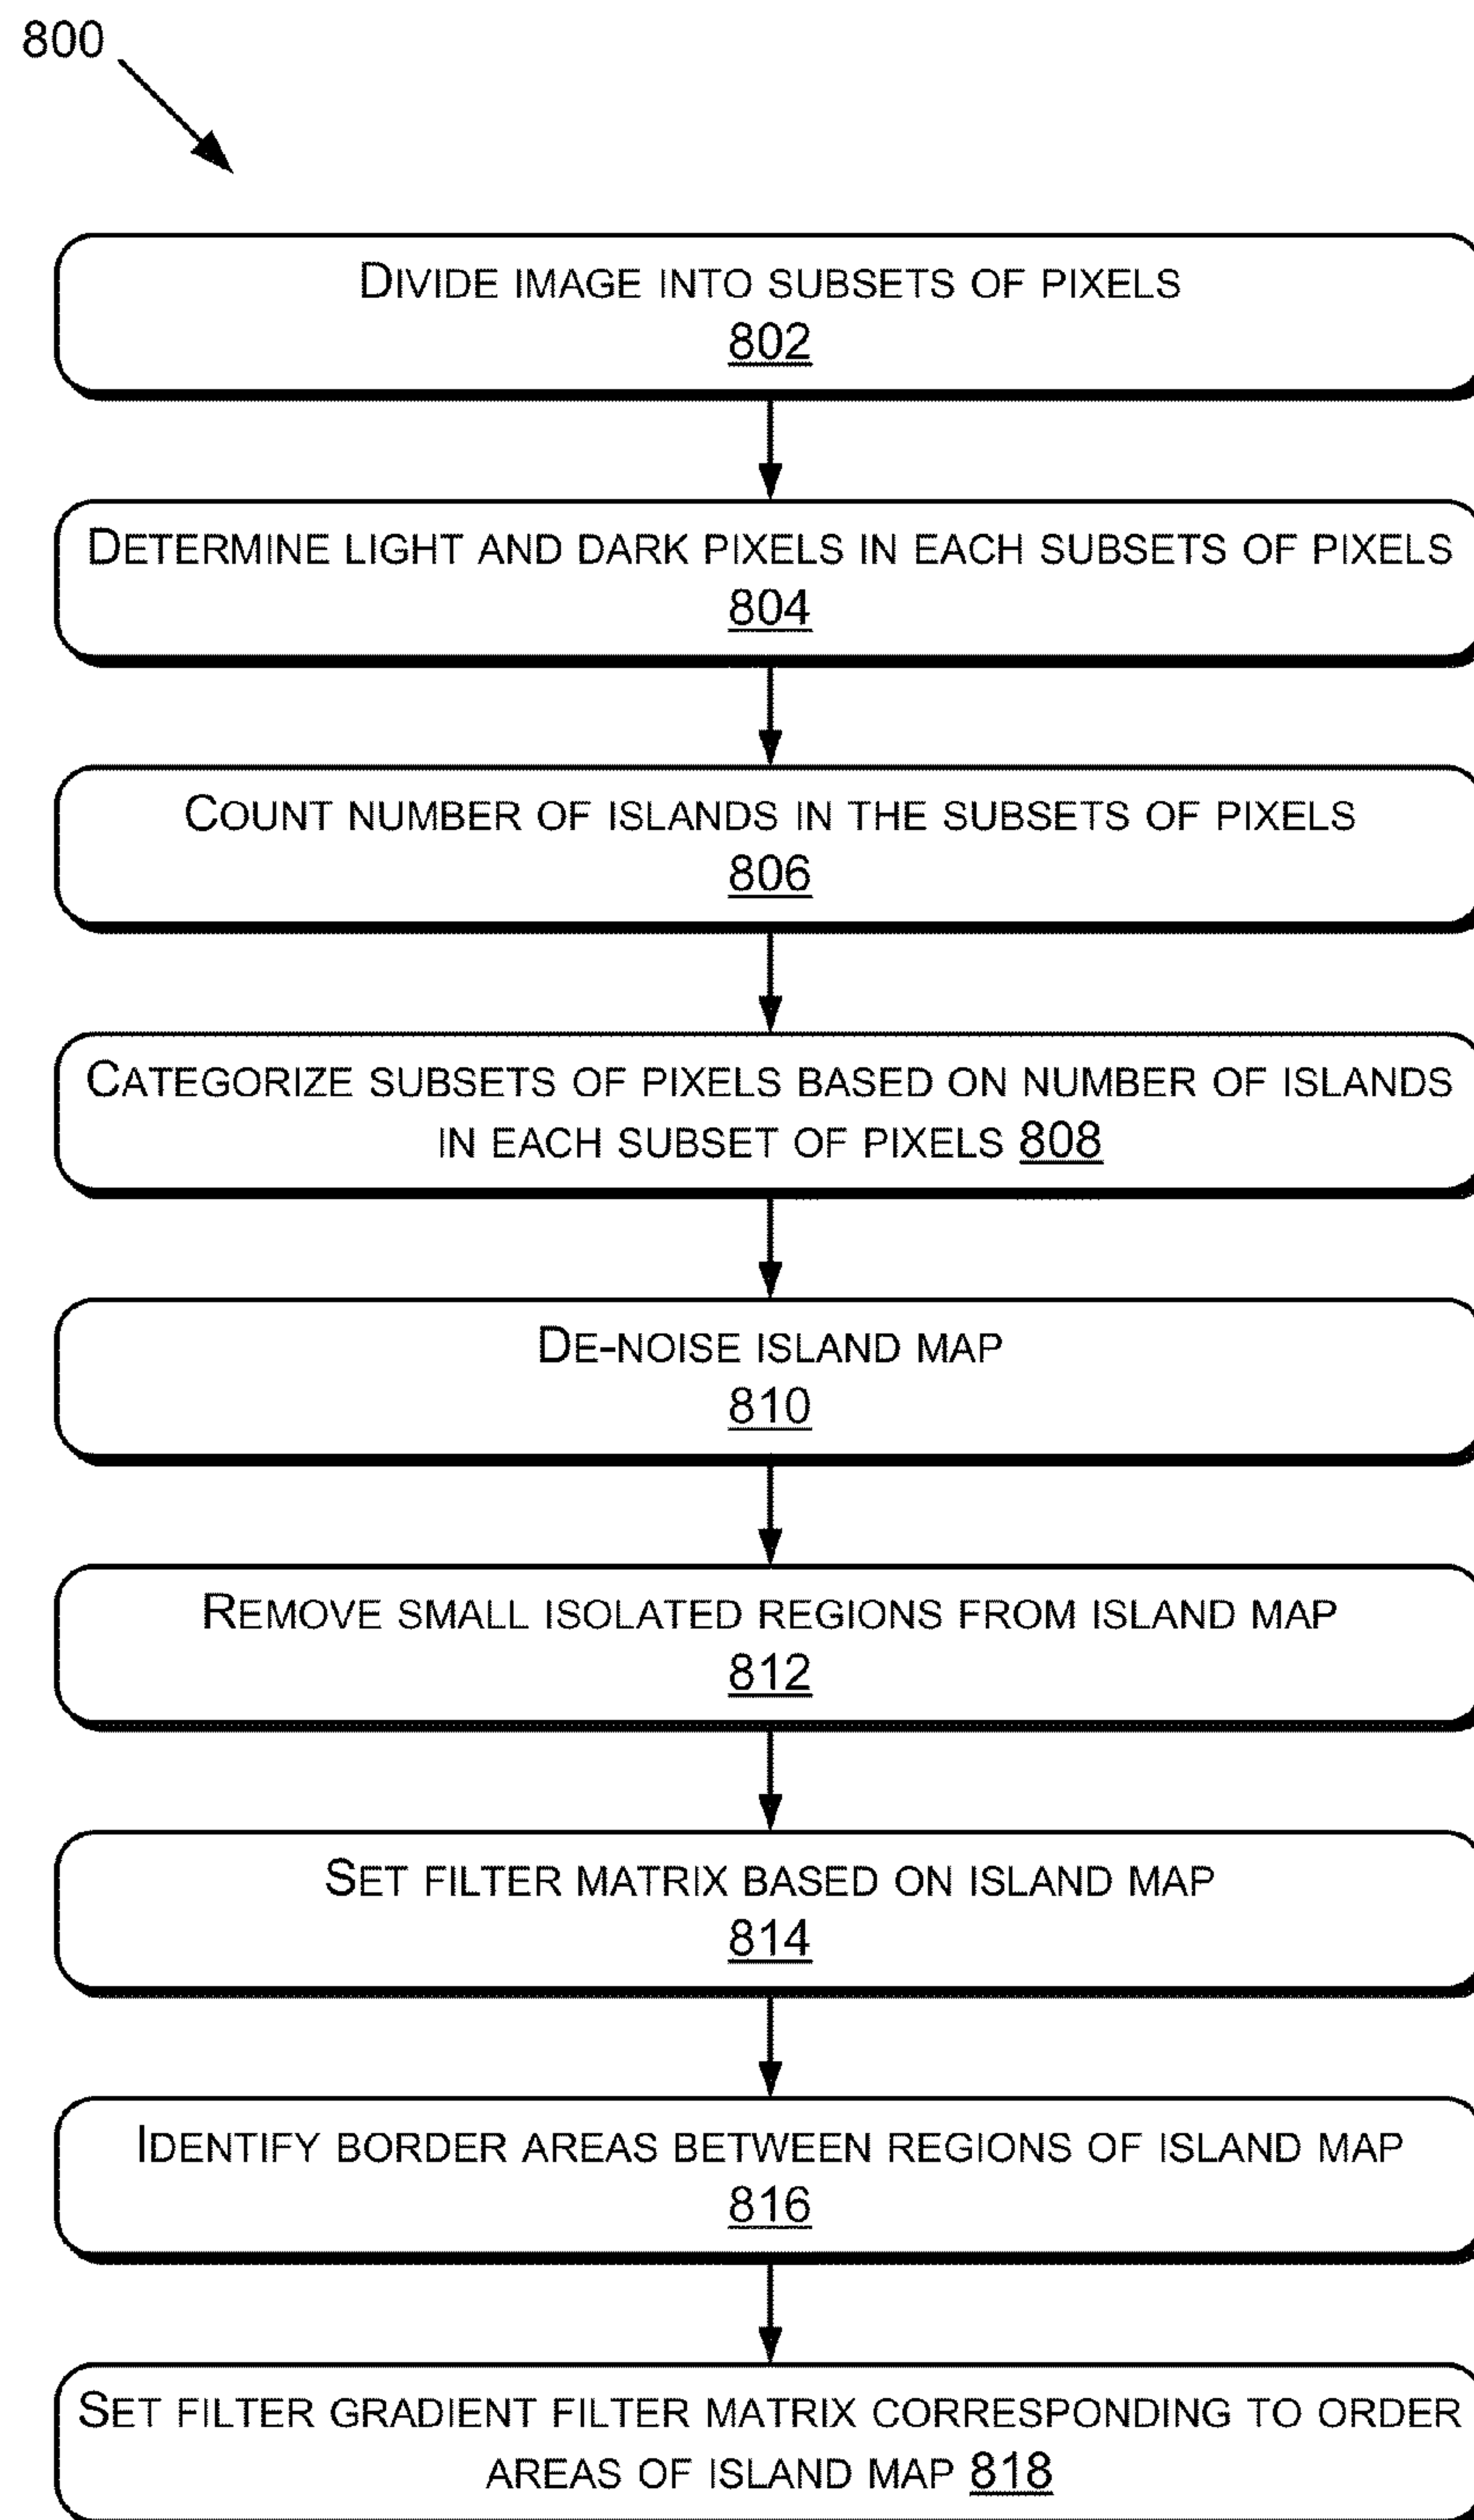 800
DIVIDE IMAGE INTO SUBSETS OF PIXELS
802
DETERMINE LIGHT AND DARK PIXELS IN EACH SUBSETS OF PIXELS
804
COUNT NUMBER OF ISLANDS IN THE SUBSETS OF PIXELS
806
CATEGORIZE SUBSETS OF PIXELS BASED ON NUMBER OF ISLANDS
IN EACH SUBSET OF PIXELS 808
DE-NOISE ISLAND MAP
810
REMOVE SMALL ISOLATED REGIONS FROM ISLAND MAP
812
SET FILTER MATRIX BASED ON ISLAND MAP
814
IDENTIFY BORDER AREAS BETWEEN REGIONS OF ISLAND MAP
816
SET FILTER GRADIENT FILTER MATRIX CORRESPONDING TO ORDER
AREAS OF ISLAND MAP 818